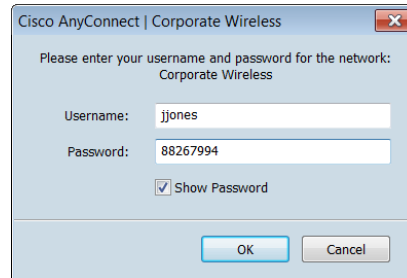 Cisco AnyConnect | Corporate Wireless
Please enter your username and password for the network:
Corporate Wireless
Username: jjones
Password: 88267994
Show Password
OK Cancel